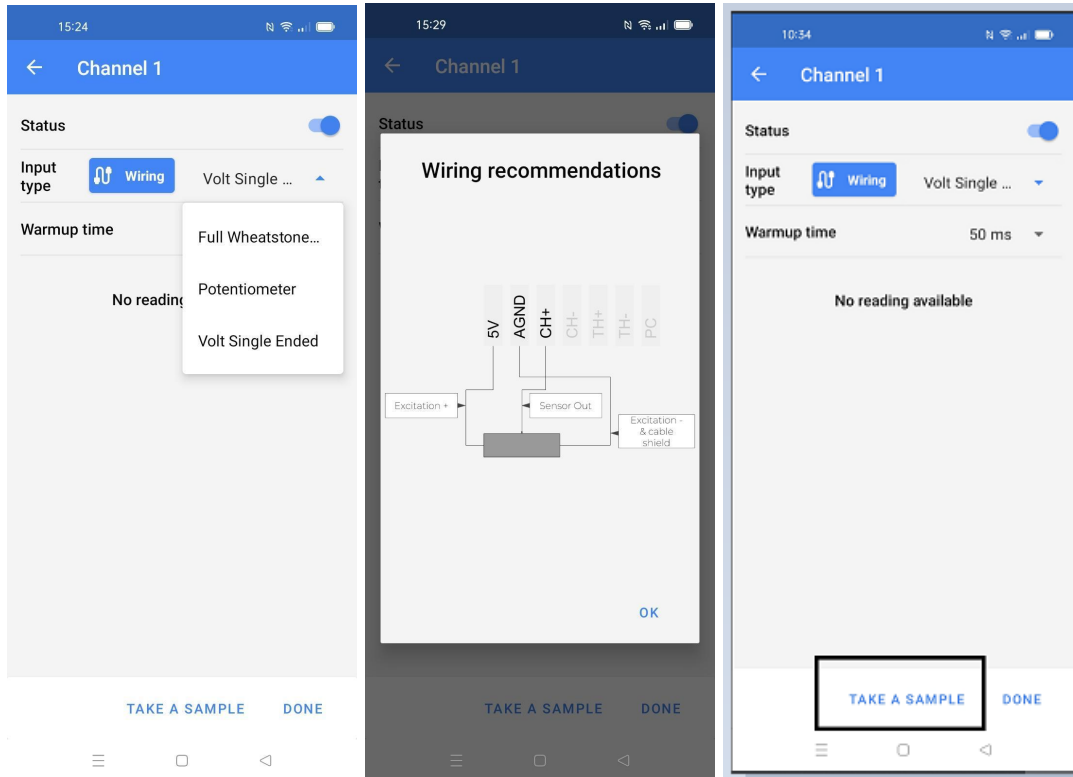 15:24
Channel 1
Status
Input
type
Wiring
Volt Single ...
Warmup time
Full Wheatstone...
Potentiometer
Volt Single Ended
No reading
TAKE A SAMPLE
DONE
15:29
Channel 1
Status
Wiring recommendations
5V
AGND
CH+
CH-
TH+
TH-
PC
Excitation +
Sensor Out
Excitation -
& cable
shield
OK
TAKE A SAMPLE
DONE
10:34
Channel 1
Status
Input
type
Wiring
Volt Single ...
Warmup time
50 ms
No reading available
TAKE A SAMPLE
DONE